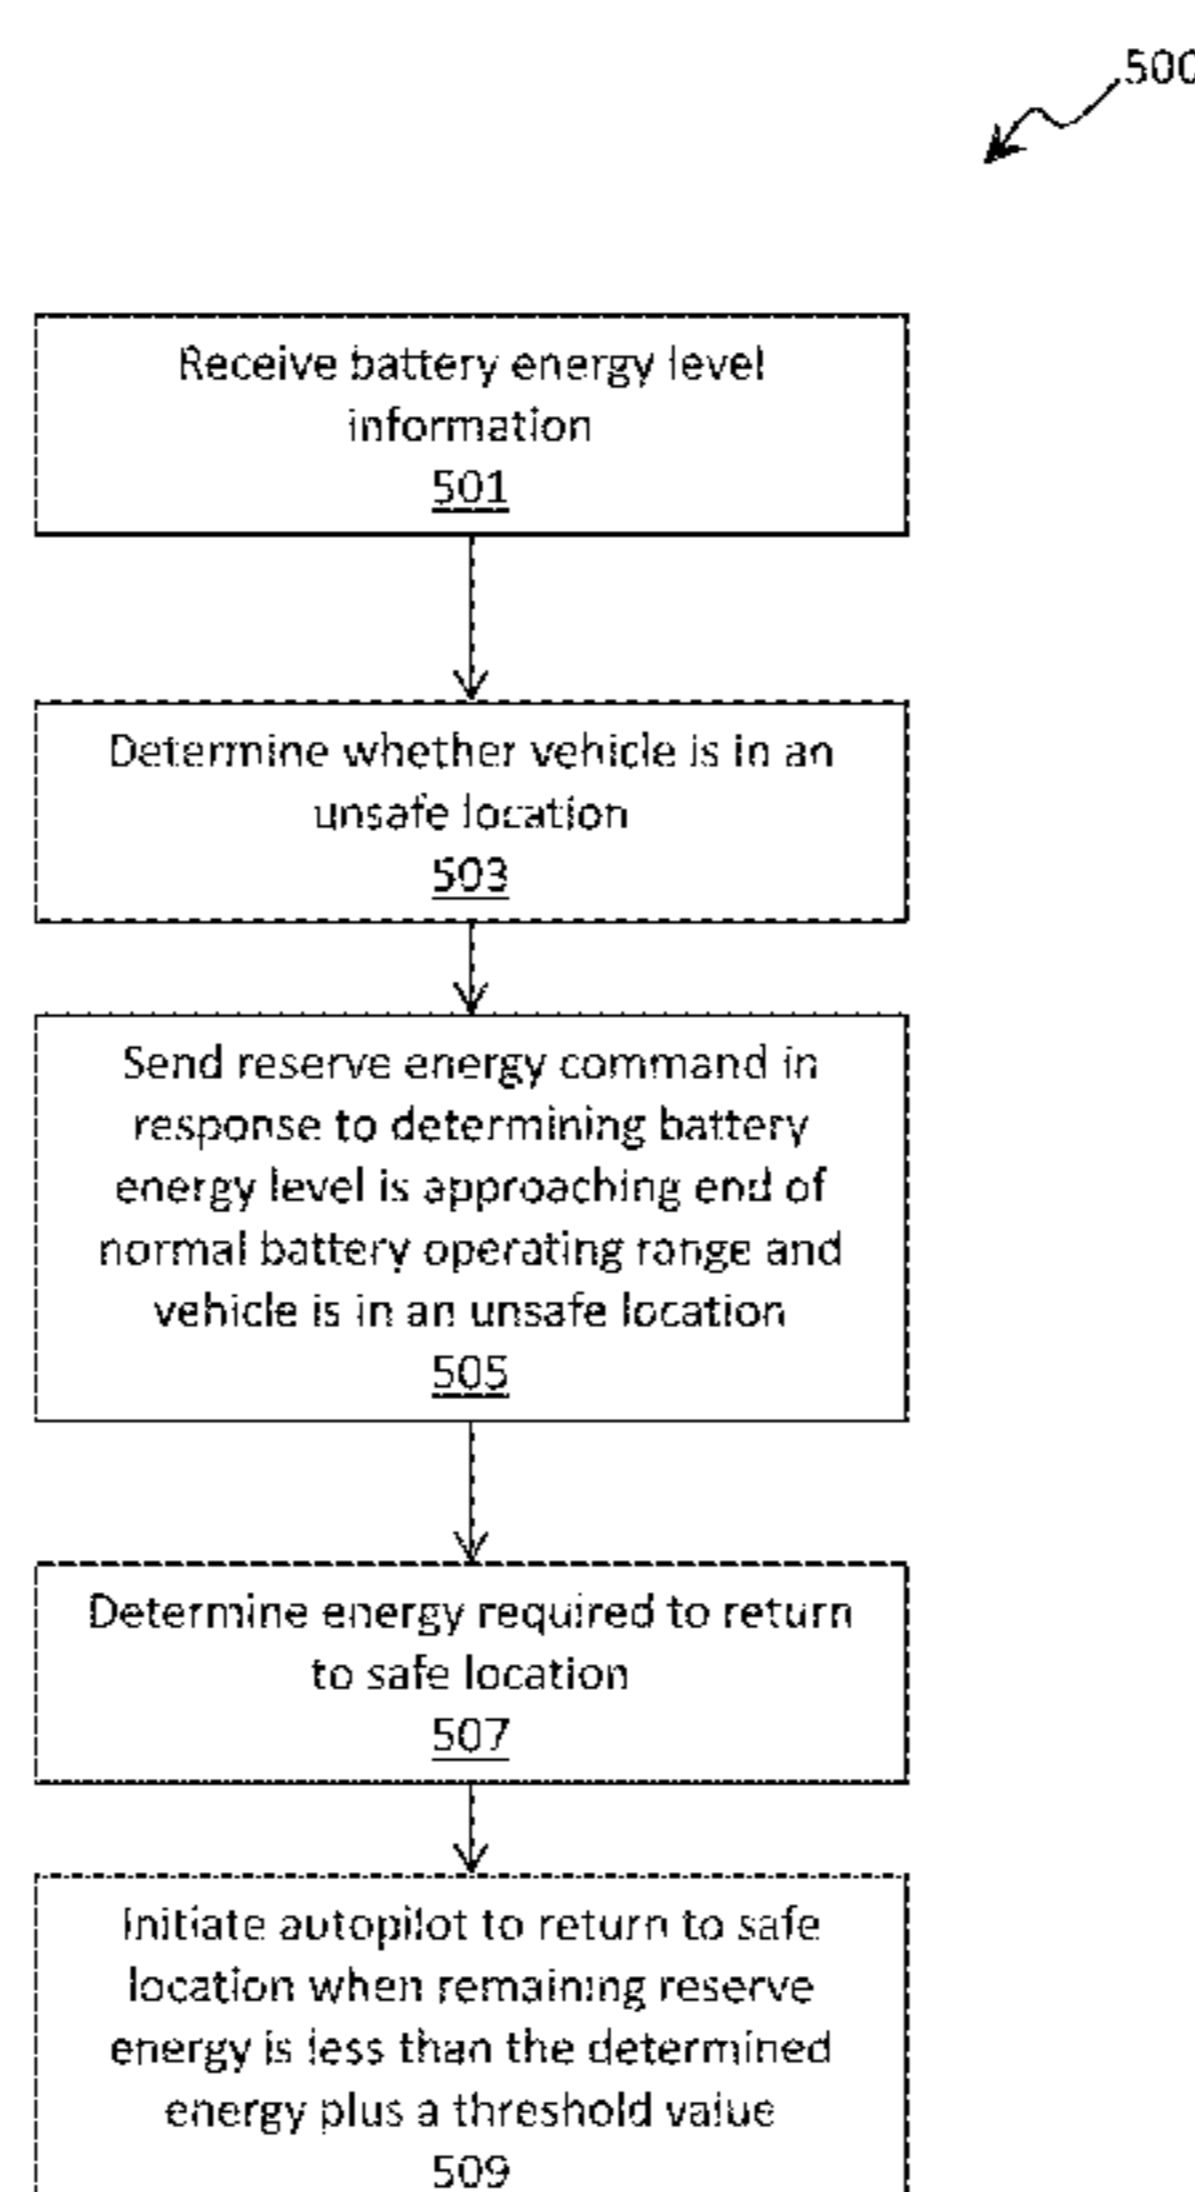 500
Receive battery energy level
information
501
Determine whether vehicle is in an
unsafe location
503
Send reserve energy command in
response to determining battery
energy level is approaching end of
normal battery operating range and
vehicle is in an unsafe location
505
Determine energy required to return
to safe location
507
Initiate autopilot to return to safe
location when remaining reserve
energy is less than the determined
energy plus a threshold value
509